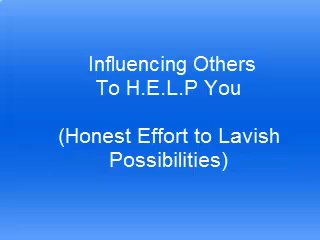 Influencing Others
To H.E.L.P You
(Honest Effort to Lavish
Possibilities)